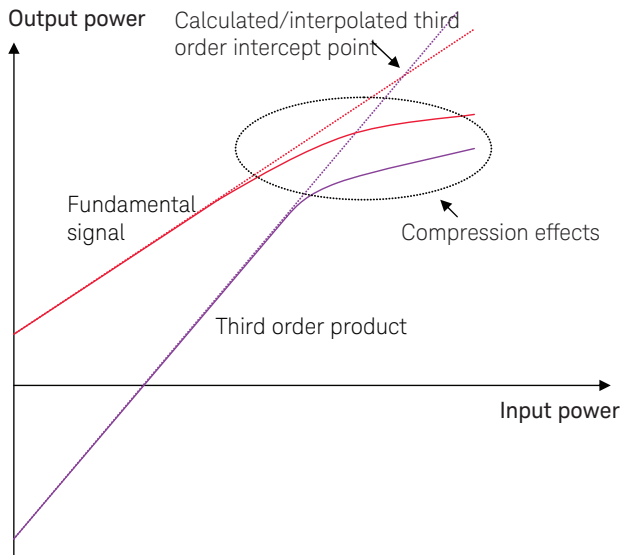 Output power
Calculated/interpolated third
order intercept point
Fundamental
signal
Compression effects
Third order product
Input power